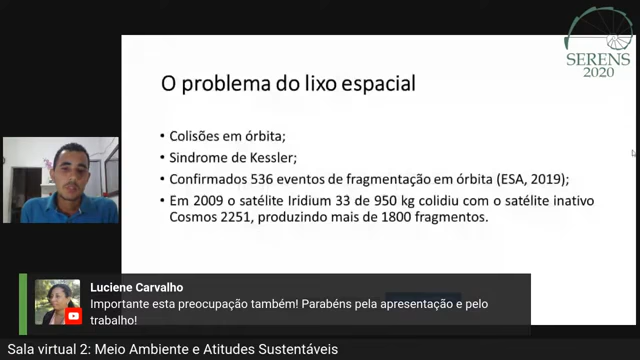 SERENS
2020
O problema do lixo espacial
• Colisões em órbita;
• Sindrome de Kessler;
• Confirmados 536 eventos de fragmentação em órbita (ESA, 2019);
• Em 2009 o satélite Iridium 33 de 950 kg colidiu com o satélite inativo
Cosmos 2251, produzindo mais de 1800 fragmentos.
Luciene Carvalho
Importante esta preocupação também! Parabéns pela apresentação e pelo
trabalho!
Sala virtual 2: Meio Ambiente e Atitudes Sustentáveis